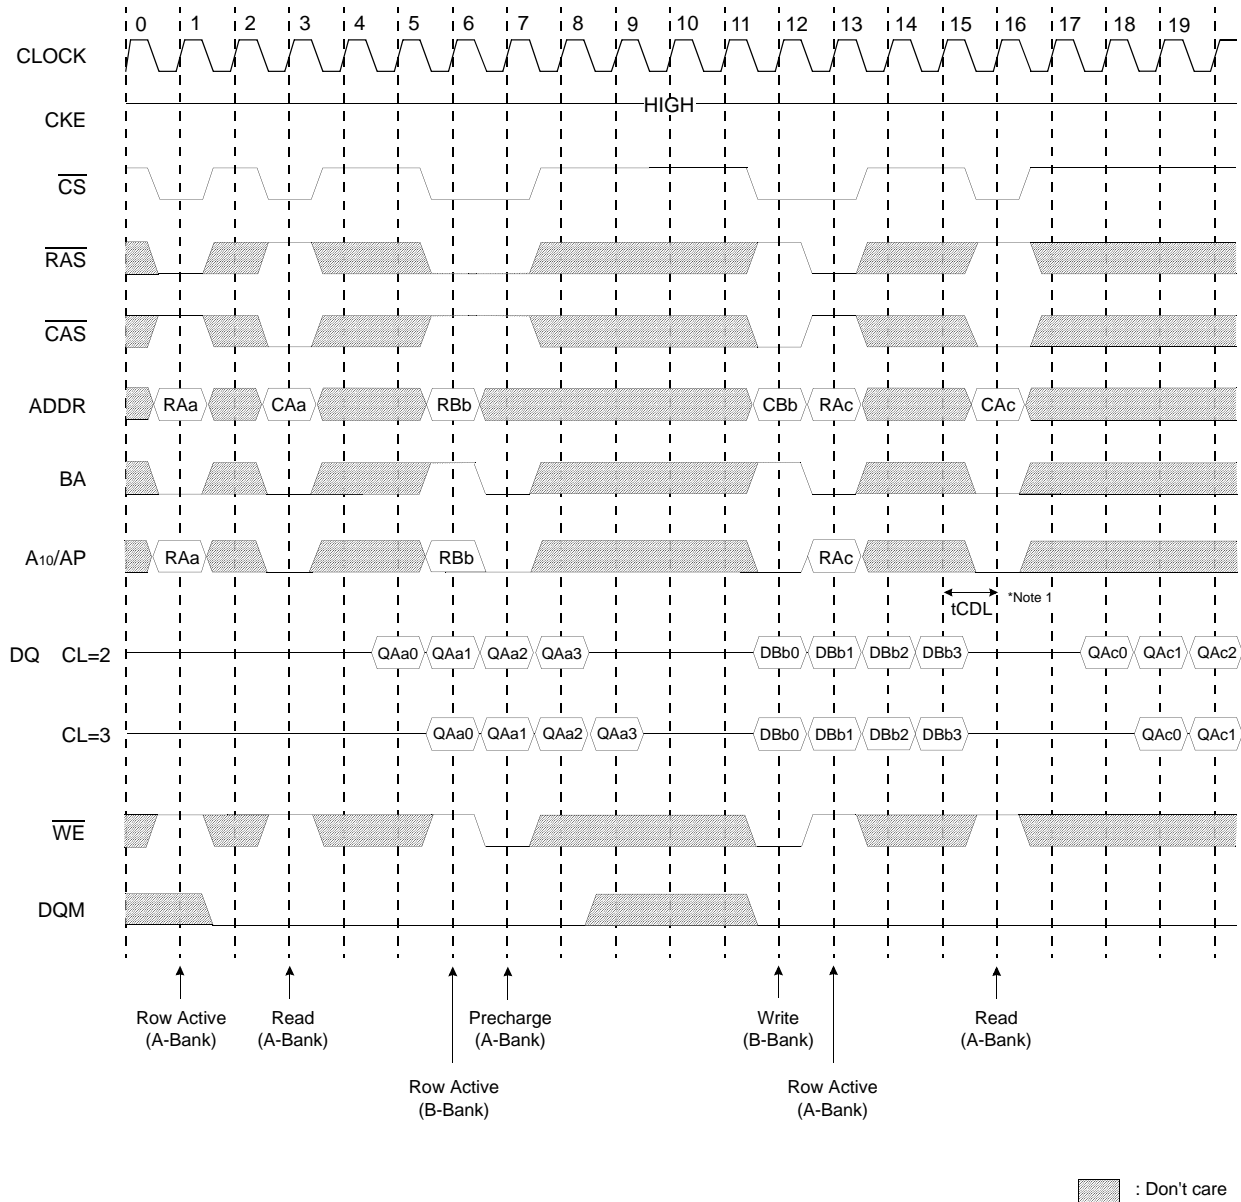 0 1 2 3 4 5 6 7 8 9 10 11 12 13 14 15 16 17 18 19
CLOCK
HIGH
CKE
CS
RAS
CAS
ADDR RAa CAa RBb CBb RAc CAc
BA
A10/AP RAa RBb RAc
tCDL *Note 1
DQ CL=2 QAa0 QAa1 QAa2 QAa3 DBb0 DBb1 DBb2 DBb3 QAc0 QAc1 QAc2
CL=3 QAa0 QAa1 QAa2 QAa3 DBb0 DBb1 DBb2 DBb3 QAc0 QAc1
WE
DQM
Row Active
(A-Bank)
Read
(A-Bank)
Precharge
(A-Bank)
Write
(B-Bank)
Read
(A-Bank)
Row Active
(B-Bank)
Row Active
(A-Bank)
: Don't care